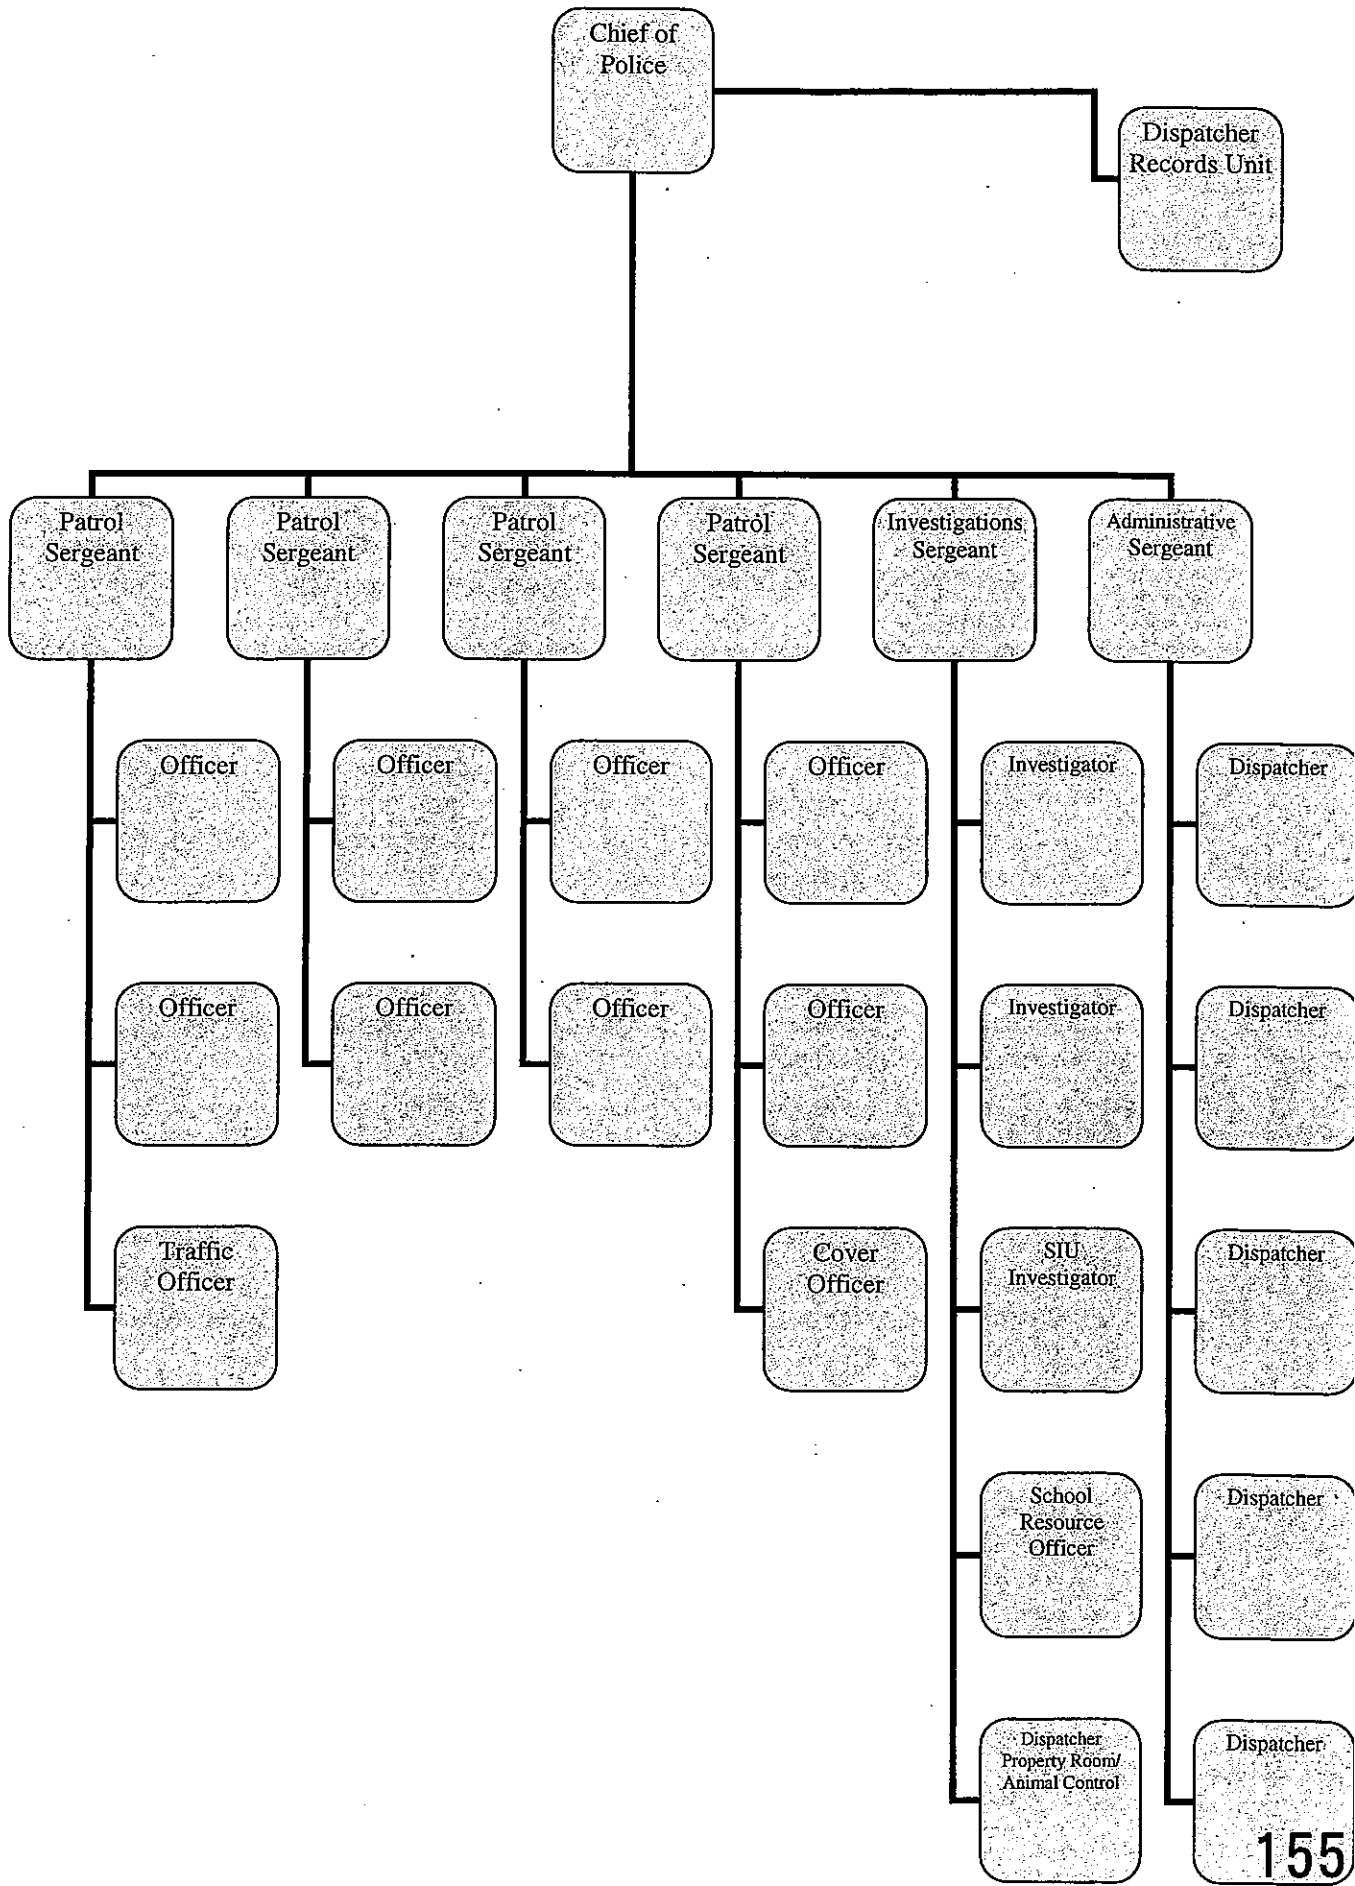 Chief of
Police
Dispatcher
Records Unit
Patrol
Sergeant
Patrol
Sergeant
Patrol
Sergeant
Patrol
Sergeant
Investigations
Sergeant
Administrative
Sergeant
Officer
Officer
Officer
Officer
Investigator
Dispatcher
Officer
Officer
Officer
Officer
Investigator
Dispatcher
Traffic
Officer
Cover
Officer
SIU
Investigator
Dispatcher
School
Resource
Officer
Dispatcher
Dispatcher
Property Room/
Animal Control
Dispatcher
155